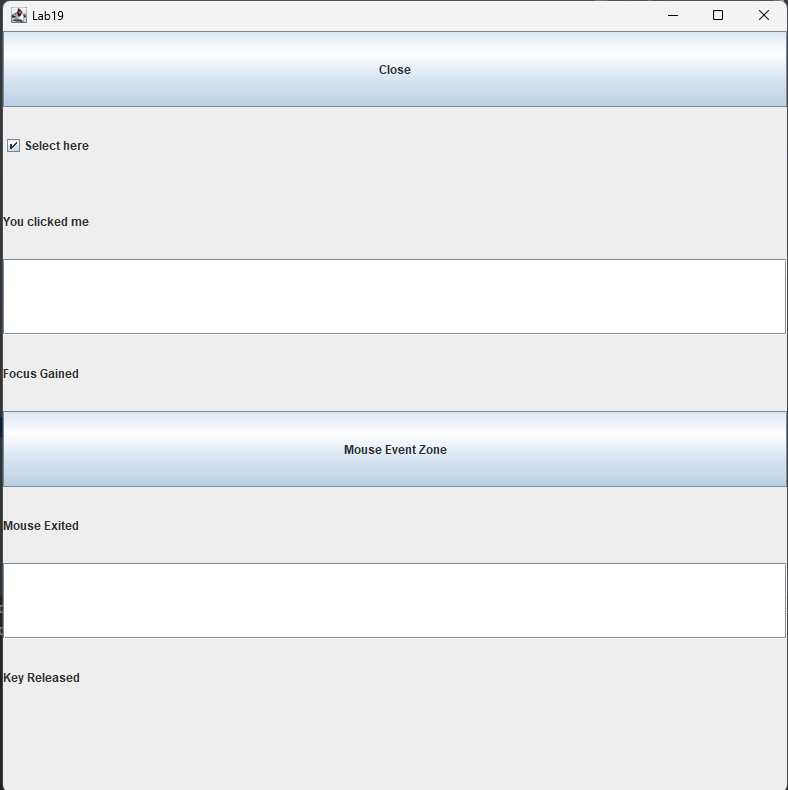 Lab19
Close
Select here
You clicked me
Focus Gained
Mouse Event Zone
Mouse Exited
Key Released